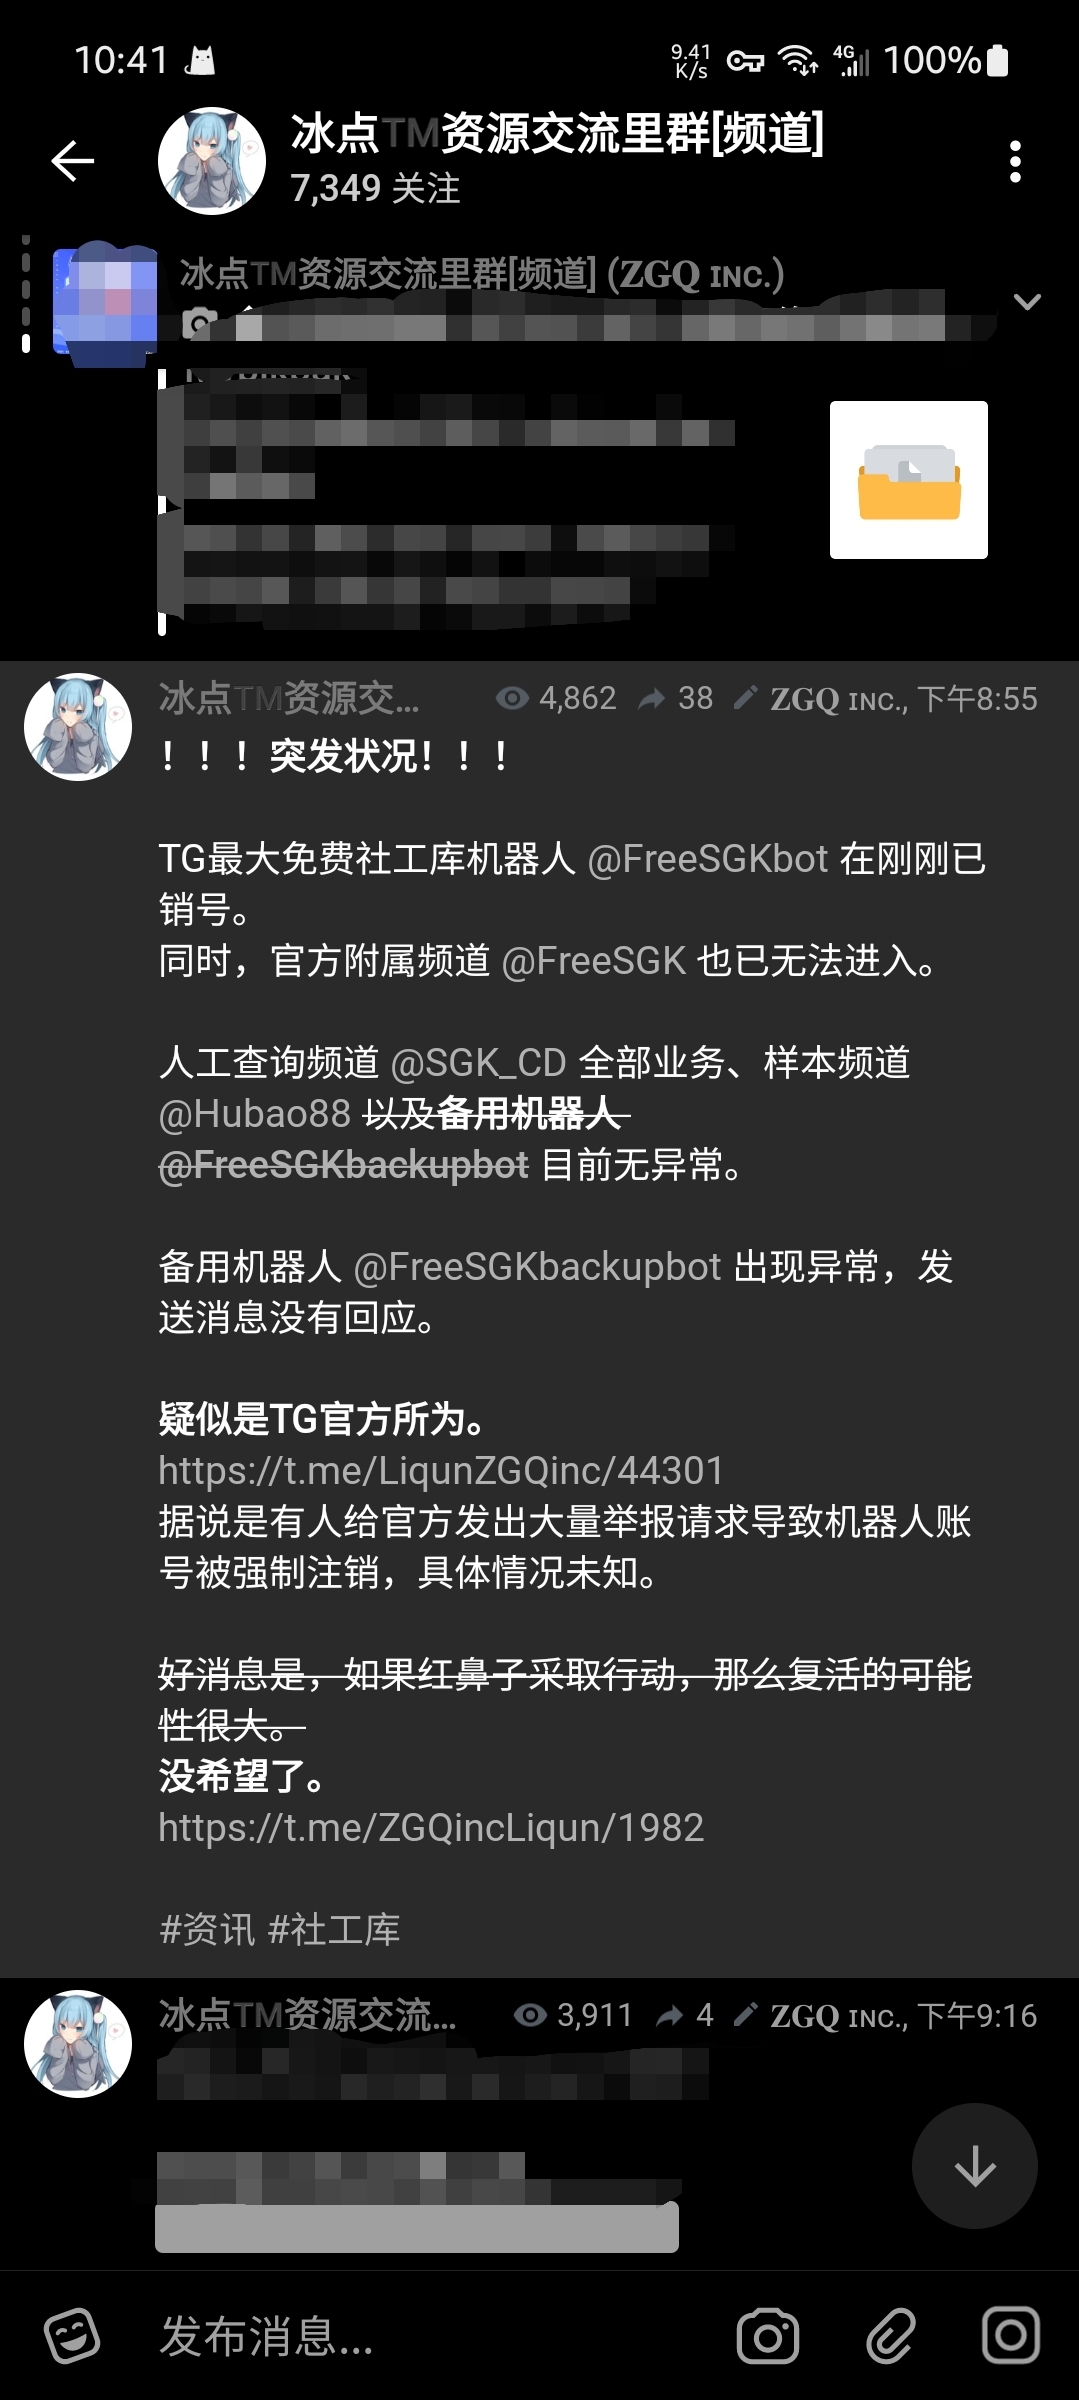 10:41
9.41 K/s
4G
100%
冰点TM资源交流里群[频道]
7,349 关注
冰点TM资源交流里群[频道] (ZGQ INC.)
冰点TM资源交... 4,862 38 ZGQ INC., 下午8:55
！！！突发状况！！！
TG最大免费社工库机器人 @FreeSGKbot 在刚刚已
销号。
同时，官方附属频道 @FreeSGK 也已无法进入。
人工查询频道 @SGK_CD 全部业务、样本频道
@Hubao88 以及备用机器人
@FreeSGKbackupbot 目前无异常。
备用机器人 @FreeSGKbackupbot 出现异常，发
送消息没有回应。
疑似是TG官方所为。
https://t.me/LiqunZGQinc/44301
据说是有人给官方发出大量举报请求导致机器人账
号被强制注销，具体情况未知。
好消息是，如果红鼻子采取行动，那么复活的可能
性很大。
没希望了。
https://t.me/ZGQincLiqun/1982
#资讯 #社工库
冰点TM资源交流... 3,911 4 ZGQ INC., 下午9:16
发布消息...